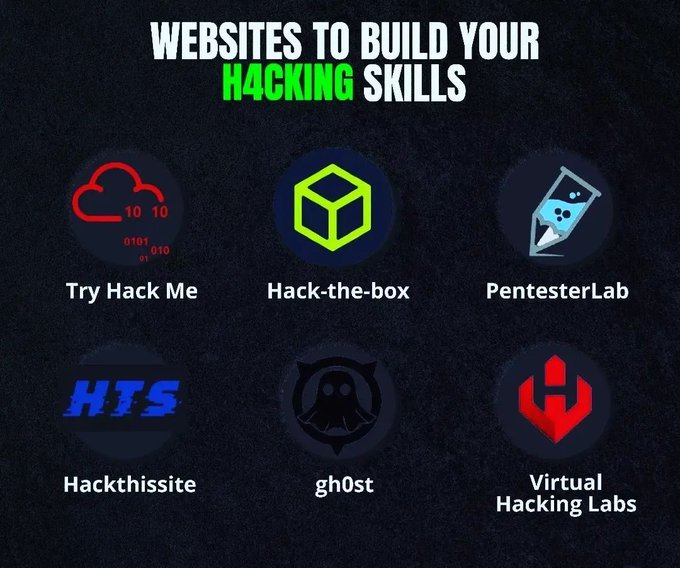 WEBSITES TO BUILD YOUR
H4CKING SKILLS
10 10
0101
010
01
Try Hack Me
Hack-the-box
PentesterLab
HTS
Hackthissite
gh0st
Virtual
Hacking Labs